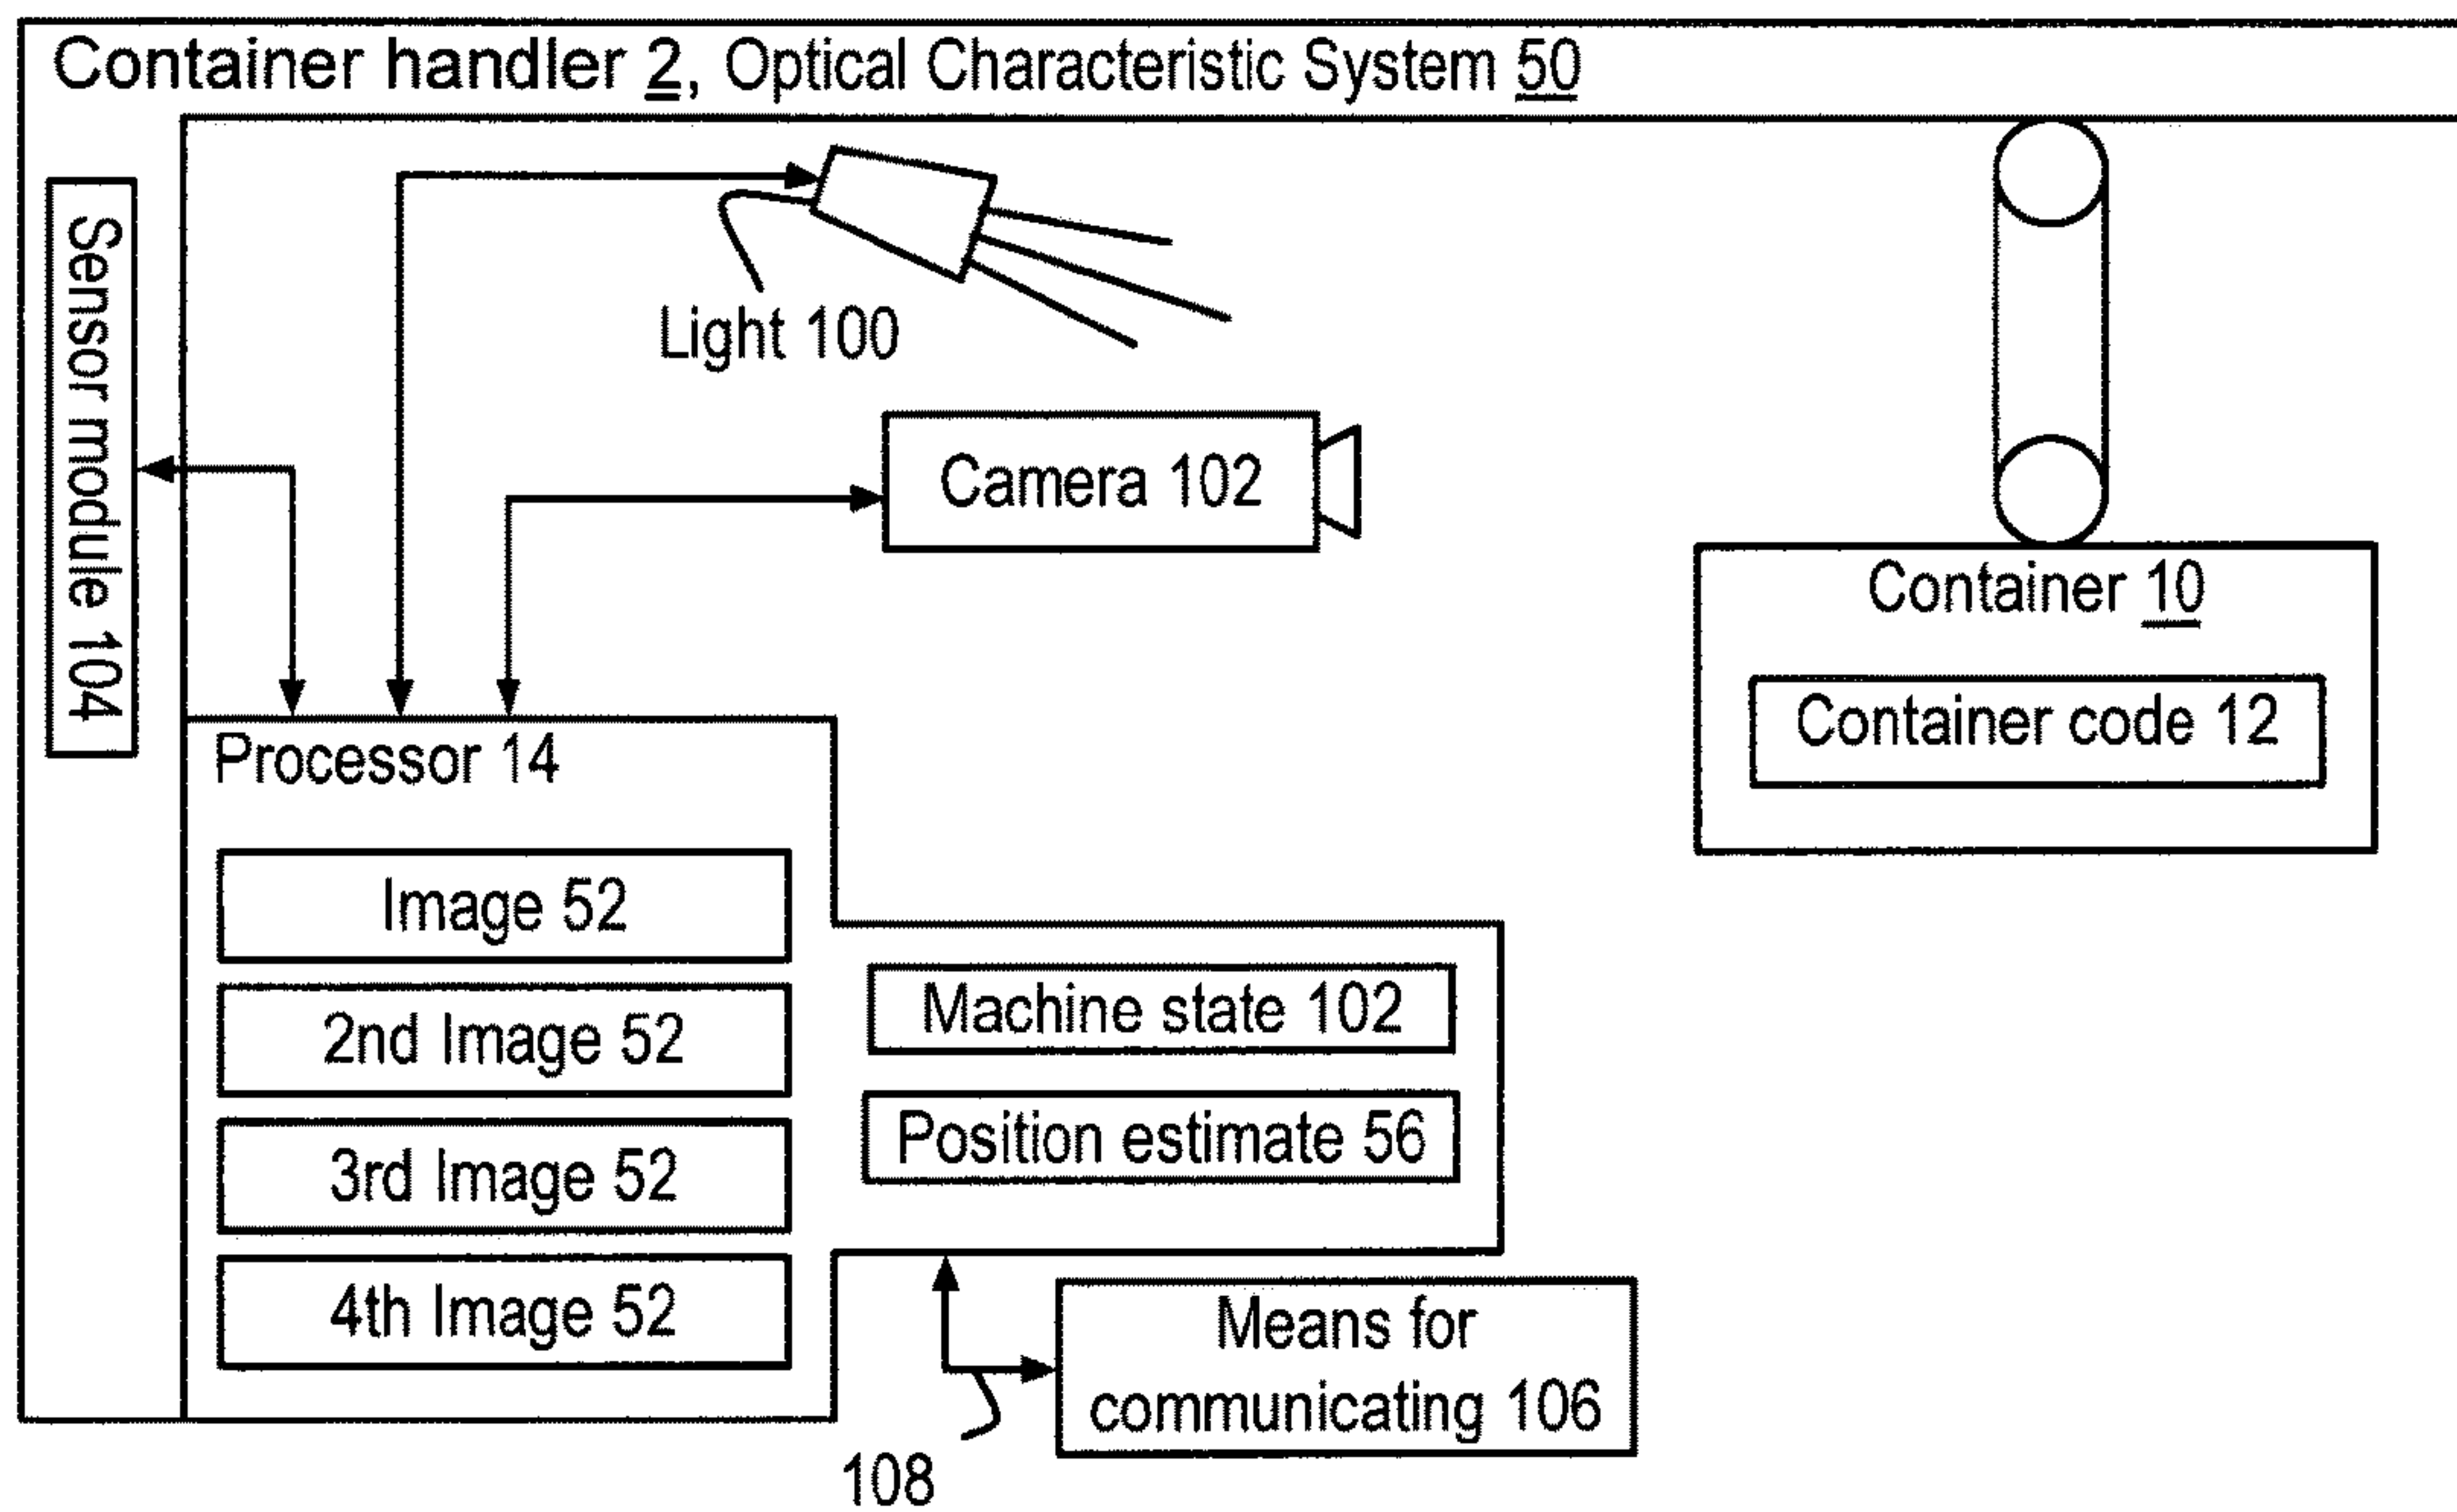 Container handler 2, Optical Characteristic System 50
Sensor module 104
Light 100
Camera 102
Container 10
Container code 12
Processor 14
Image 52
2nd Image 52
3rd Image 52
4th Image 52
Machine state 102
Position estimate 56
Means for
communicating 106
108